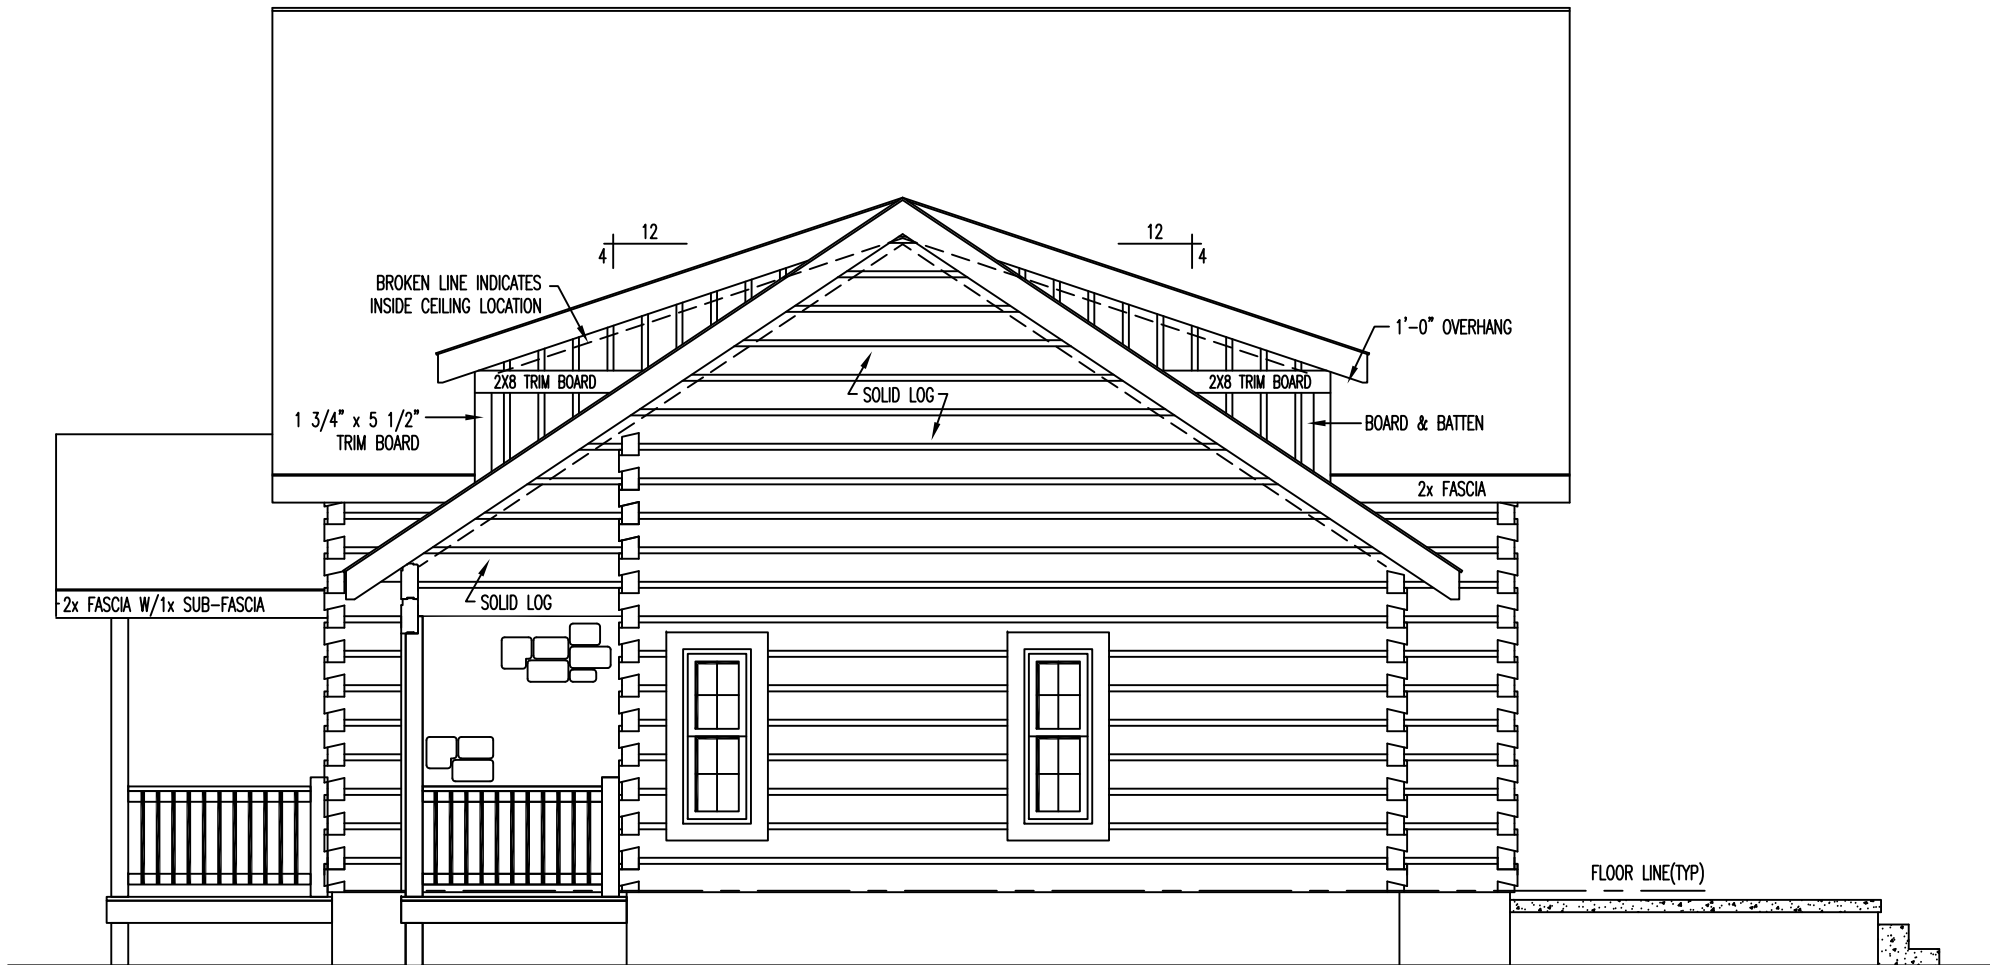 12
4
12
4
BROKEN LINE INDICATES
INSIDE CEILING LOCATION
1'-0" OVERHANG
2X8 TRIM BOARD
2X8 TRIM BOARD
SOLID LOG
1 3/4" x 5 1/2"
TRIM BOARD
BOARD & BATTEN
2x FASCIA
2x FASCIA W/1x SUB-FASCIA
SOLID LOG
FLOOR LINE(TYP)